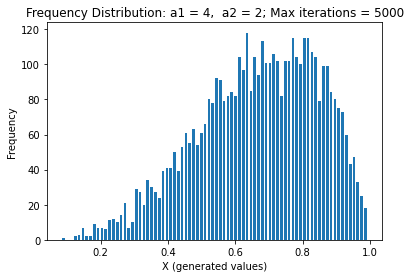 Frequency Distribution: a1 = 4,  a2 = 2; Max iterations = 5000
120
100
80
60
40
20
0
Frequency
0.2 0.4 0.6 0.8 1.0
X (generated values)